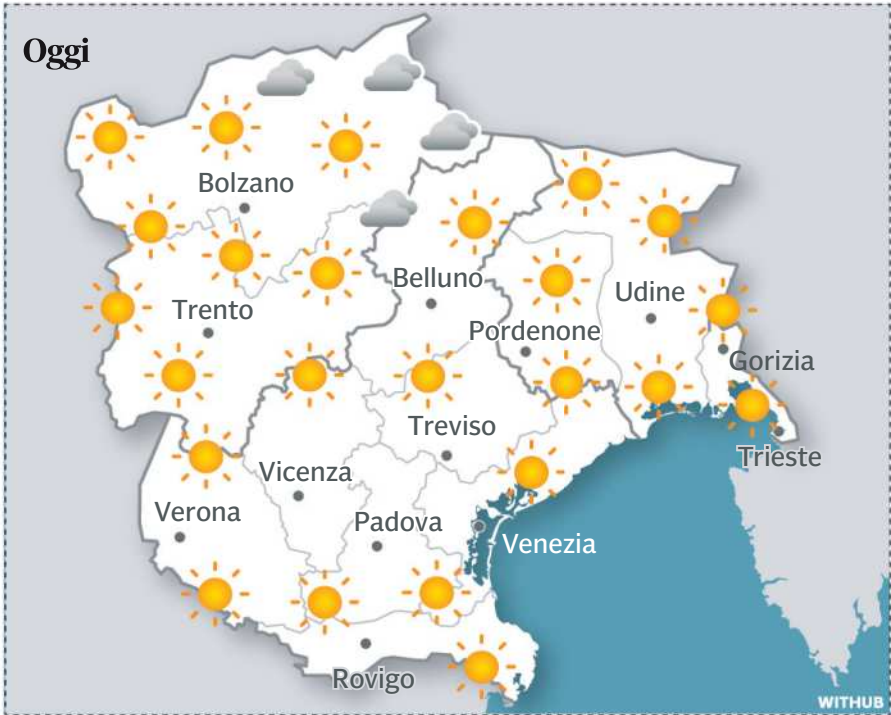 Oggi
Bolzano
Belluno
Udine
Trento
Pordenone
Gorizia
Treviso
Trieste
Vicenza
Verona
Padova
Venezia
Rovigo
WITHUB